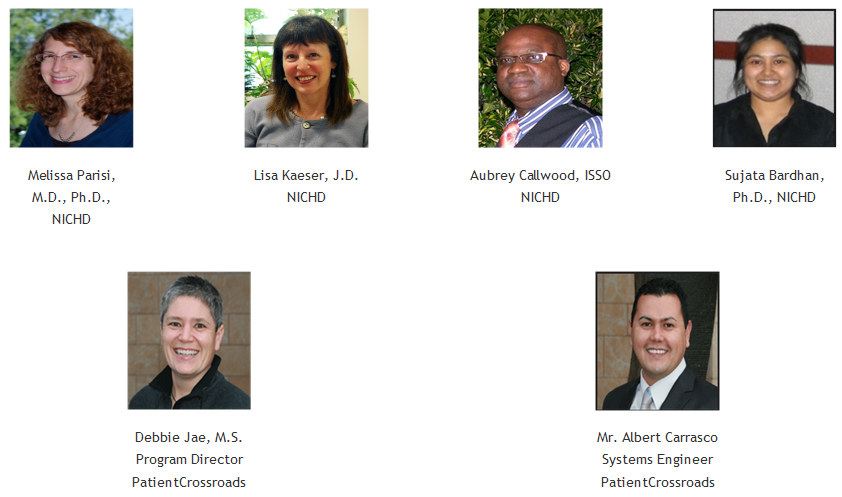 Melissa Parisi,
M.D., Ph.D.,
NICHD
Lisa Kaeser, J.D.
NICHD
Aubrey Callwood, ISSO
NICHD
Sujata Bardhan,
Ph.D., NICHD
Debbie Jae, M.S.
Program Director
PatientCrossroads
Mr. Albert Carrasco
Systems Engineer
PatientCrossroads